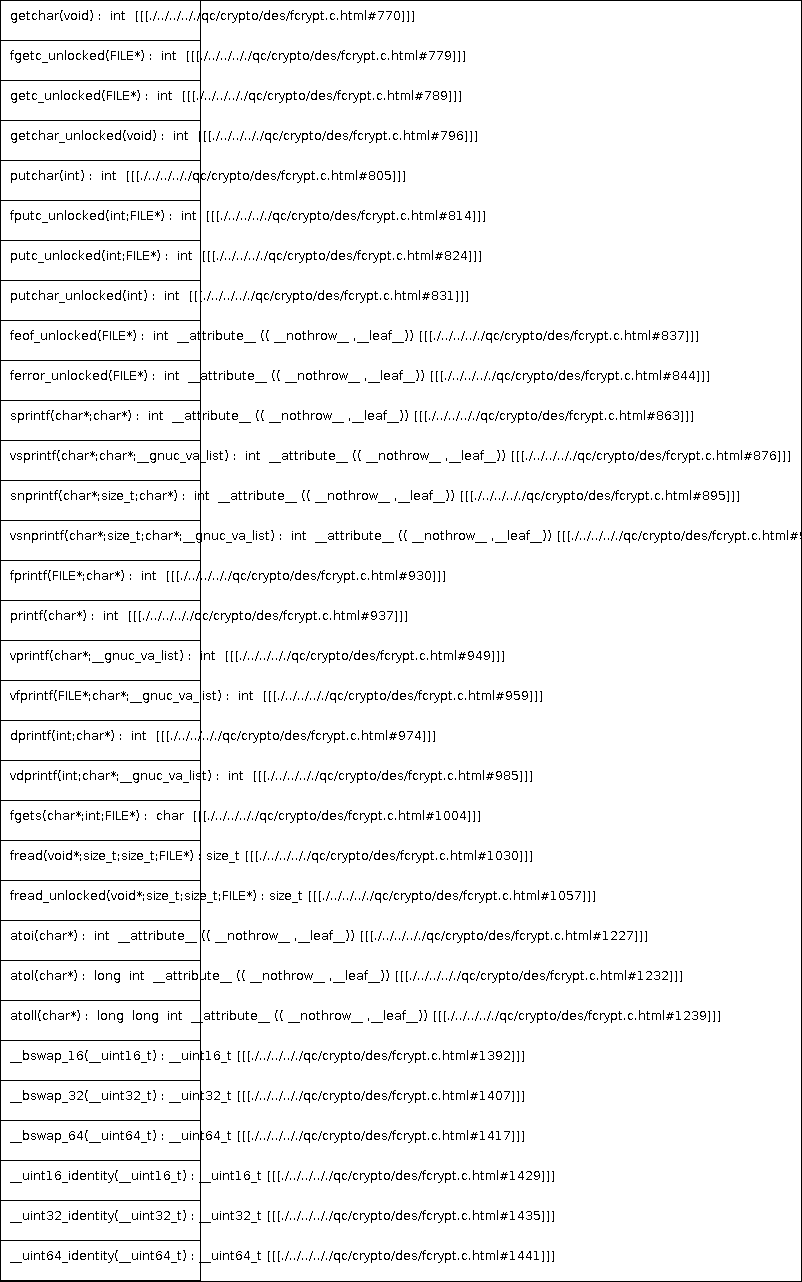 getchar(void) : int [[[./../../././qc/crypto/des/fcrypt.c.html#770]]]
fgetc_unlocked(FILE*) : int [[[./../../././qc/crypto/des/fcrypt.c.html#779]]]
getc_unlocked(FILE*) : int [[[./../../././qc/crypto/des/fcrypt.c.html#789]]]
getchar_unlocked(void) : int [[[./../../././qc/crypto/des/fcrypt.c.html#796]]]
putchar(int) : int [[[./../../././qc/crypto/des/fcrypt.c.html#805]]]
fputc_unlocked(int;FILE*) : int [[[./../../././qc/crypto/des/fcrypt.c.html#814]]]
putc_unlocked(int;FILE*) : int [[[./../../././qc/crypto/des/fcrypt.c.html#824]]]
putchar_unlocked(int) : int [[[./../../././qc/crypto/des/fcrypt.c.html#831]]]
feof_unlocked(FILE*) : int __attribute__ (( __nothrow__ ,__leaf__)) [[[./../../././qc/crypto/des/fcrypt.c.html#837]]]
ferror_unlocked(FILE*) : int __attribute__ (( __nothrow__ ,__leaf__)) [[[./../../././qc/crypto/des/fcrypt.c.html#844]]]
sprintf(char*;char*) : int __attribute__ (( __nothrow__ ,__leaf__)) [[[./../../././qc/crypto/des/fcrypt.c.html#863]]]
vsprintf(char*;char*;__gnuc_va_list) : int __attribute__ (( __nothrow__ ,__leaf__)) [[[./../../././qc/crypto/des/fcrypt.c.html#876]]]
snprintf(char*;size_t;char*) : int __attribute__ (( __nothrow__ ,__leaf__)) [[[./../../././qc/crypto/des/fcrypt.c.html#895]]]
vsnprintf(char*;size_t;char*;__gnuc_va_list) : int __attribute__ (( __nothrow__ ,__leaf__)) [[[./../../././qc/crypto/des/fcrypt.c.html#
fprintf(FILE*;char*) : int [[[./../../././qc/crypto/des/fcrypt.c.html#930]]]
printf(char*) : int [[[./../../././qc/crypto/des/fcrypt.c.html#937]]]
vprintf(char*;__gnuc_va_list) : int [[[./../../././qc/crypto/des/fcrypt.c.html#949]]]
vfprintf(FILE*;char*;__gnuc_va_list) : int [[[./../../././qc/crypto/des/fcrypt.c.html#959]]]
dprintf(int;char*) : int [[[./../../././qc/crypto/des/fcrypt.c.html#974]]]
vdprintf(int;char*;__gnuc_va_list) : int [[[./../../././qc/crypto/des/fcrypt.c.html#985]]]
fgets(char*;int;FILE*) : char [[[./../../././qc/crypto/des/fcrypt.c.html#1004]]]
fread(void*;size_t;size_t;FILE*) : size_t [[[./../../././qc/crypto/des/fcrypt.c.html#1030]]]
fread_unlocked(void*;size_t;size_t;FILE*) : size_t [[[./../../././qc/crypto/des/fcrypt.c.html#1057]]]
atoi(char*) : int __attribute__ (( __nothrow__ ,__leaf__)) [[[./../../././qc/crypto/des/fcrypt.c.html#1227]]]
atol(char*) : long int __attribute__ (( __nothrow__ ,__leaf__)) [[[./../../././qc/crypto/des/fcrypt.c.html#1232]]]
atoll(char*) : long long int __attribute__ (( __nothrow__ ,__leaf__)) [[[./../../././qc/crypto/des/fcrypt.c.html#1239]]]
__bswap_16(__uint16_t) : __uint16_t [[[./../../././qc/crypto/des/fcrypt.c.html#1392]]]
__bswap_32(__uint32_t) : __uint32_t [[[./../../././qc/crypto/des/fcrypt.c.html#1407]]]
__bswap_64(__uint64_t) : __uint64_t [[[./../../././qc/crypto/des/fcrypt.c.html#1417]]]
__uint16_identity(__uint16_t) : __uint16_t [[[./../../././qc/crypto/des/fcrypt.c.html#1429]]]
__uint32_identity(__uint32_t) : __uint32_t [[[./../../././qc/crypto/des/fcrypt.c.html#1435]]]
__uint64_identity(__uint64_t) : __uint64_t [[[./../../././qc/crypto/des/fcrypt.c.html#1441]]]